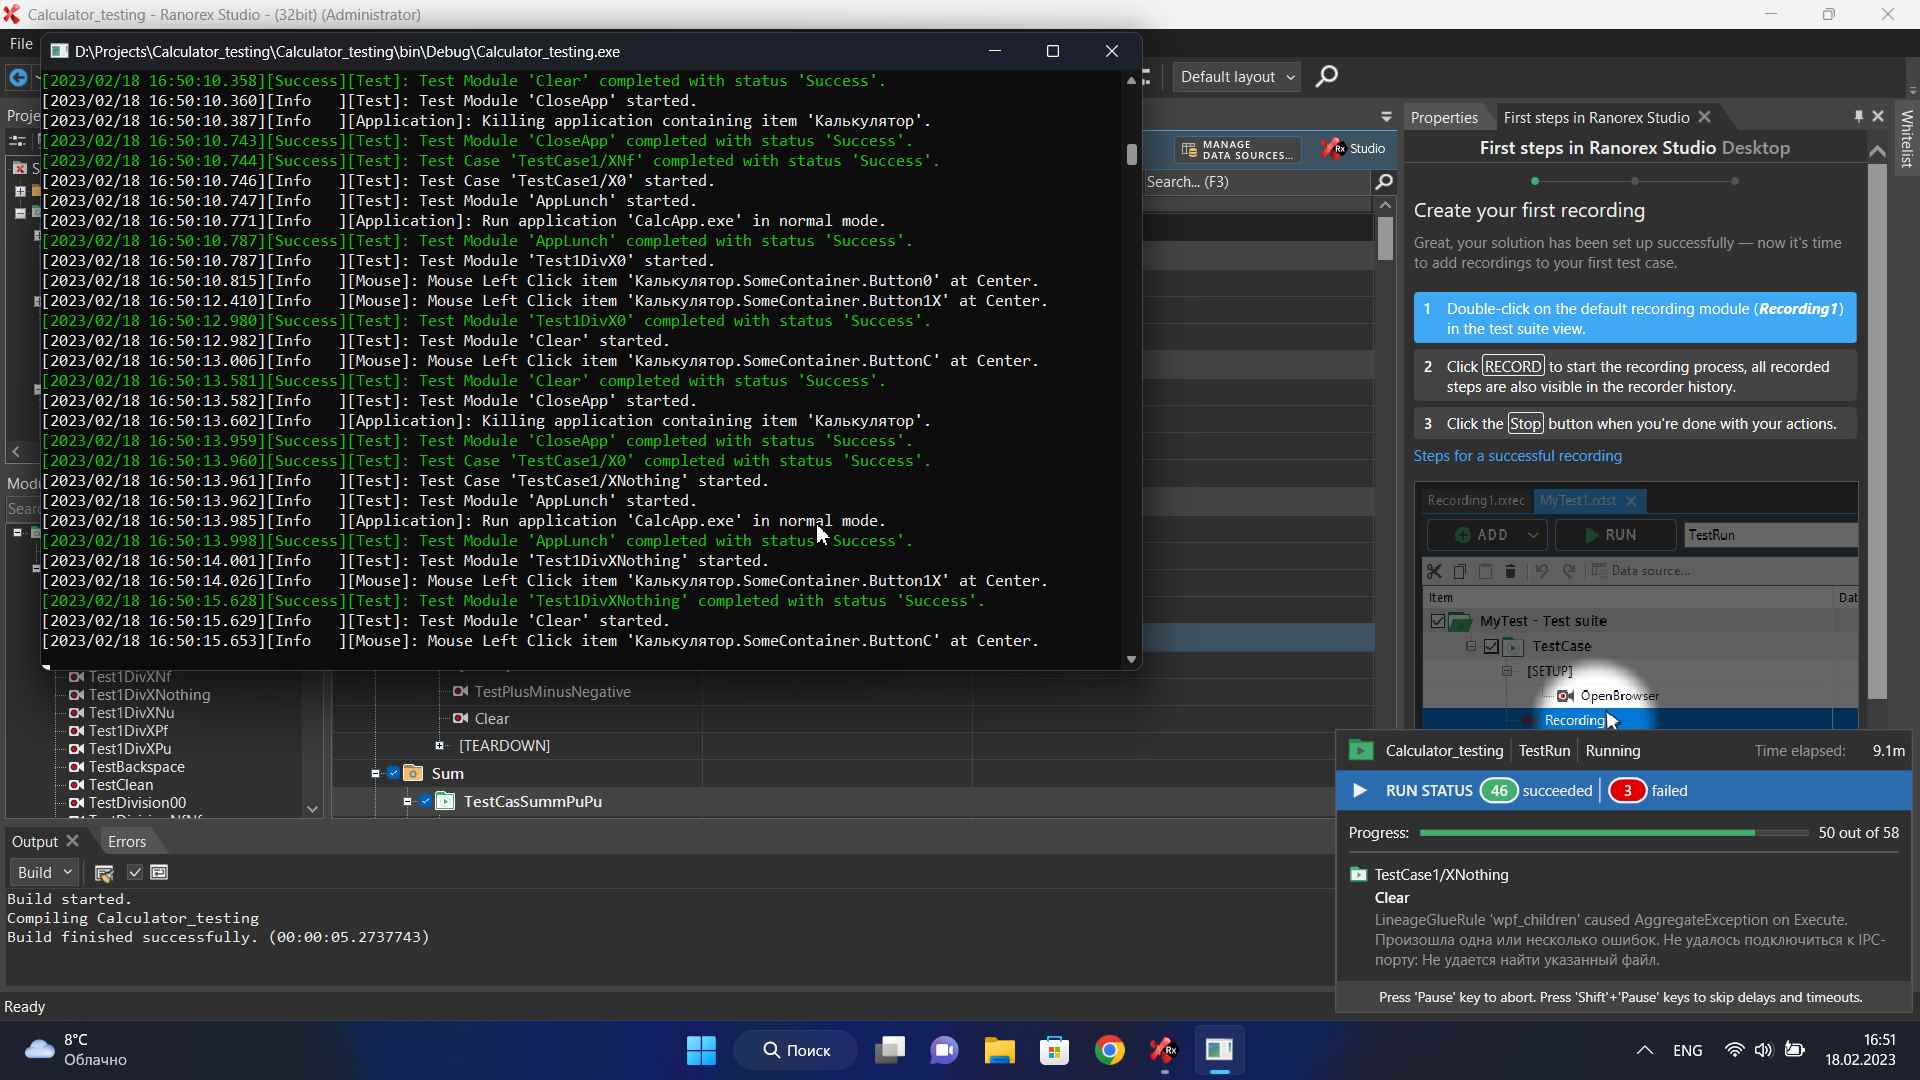 Calculator_testing - Ranorex Studio - (32bit) (Administrator)
File
D:\Projects\Calculator_testing\Calculator_testing\bin\Debug\Calculator_testing.exe
[2023/02/18 16:50:10.358][Success][Test]: Test Module 'Clear' completed with status 'Success'.
[2023/02/18 16:50:10.360][Info   ][Test]: Test Module 'CloseApp' started.
[2023/02/18 16:50:10.387][Info   ][Application]: Killing application containing item 'Калькулятор'.
[2023/02/18 16:50:10.743][Success][Test]: Test Module 'CloseApp' completed with status 'Success'.
[2023/02/18 16:50:10.744][Success][Test]: Test Case 'TestCase1/XNf' completed with status 'Success'.
[2023/02/18 16:50:10.746][Info   ][Test]: Test Case 'TestCase1/X0' started.
[2023/02/18 16:50:10.747][Info   ][Test]: Test Module 'AppLunch' started.
[2023/02/18 16:50:10.771][Info   ][Application]: Run application 'CalcApp.exe' in normal mode.
[2023/02/18 16:50:10.787][Success][Test]: Test Module 'AppLunch' completed with status 'Success'.
[2023/02/18 16:50:10.787][Info   ][Test]: Test Module 'Test1DivX0' started.
[2023/02/18 16:50:10.815][Info   ][Mouse]: Mouse Left Click item 'Калькулятор.SomeContainer.Button0' at Center.
[2023/02/18 16:50:12.410][Info   ][Mouse]: Mouse Left Click item 'Калькулятор.SomeContainer.Button1X' at Center.
[2023/02/18 16:50:12.980][Success][Test]: Test Module 'Test1DivX0' completed with status 'Success'.
[2023/02/18 16:50:12.982][Info   ][Test]: Test Module 'Clear' started.
[2023/02/18 16:50:13.006][Info   ][Mouse]: Mouse Left Click item 'Калькулятор.SomeContainer.ButtonC' at Center.
[2023/02/18 16:50:13.581][Success][Test]: Test Module 'Clear' completed with status 'Success'.
[2023/02/18 16:50:13.582][Info   ][Test]: Test Module 'CloseApp' started.
[2023/02/18 16:50:13.602][Info   ][Application]: Killing application containing item 'Калькулятор'.
[2023/02/18 16:50:13.959][Success][Test]: Test Module 'CloseApp' completed with status 'Success'.
[2023/02/18 16:50:13.960][Success][Test]: Test Case 'TestCase1/X0' completed with status 'Success'.
[2023/02/18 16:50:13.961][Info   ][Test]: Test Case 'TestCase1/XNothing' started.
[2023/02/18 16:50:13.962][Info   ][Test]: Test Module 'AppLunch' started.
[2023/02/18 16:50:13.985][Info   ][Application]: Run application 'CalcApp.exe' in normal mode.
[2023/02/18 16:50:13.998][Success][Test]: Test Module 'AppLunch' completed with status 'Success'.
[2023/02/18 16:50:14.001][Info   ][Test]: Test Module 'Test1DivXNothing' started.
[2023/02/18 16:50:14.026][Info   ][Mouse]: Mouse Left Click item 'Калькулятор.SomeContainer.Button1X' at Center.
[2023/02/18 16:50:15.628][Success][Test]: Test Module 'Test1DivXNothing' completed with status 'Success'.
[2023/02/18 16:50:15.629][Info   ][Test]: Test Module 'Clear' started.
[2023/02/18 16:50:15.653][Info   ][Mouse]: Mouse Left Click item 'Калькулятор.SomeContainer.ButtonC' at Center.
Default layout
MANAGE
DATA SOURCES...
Studio
Search... (F3)
Properties
First steps in Ranorex Studio
Whitelist
First steps in Ranorex Studio Desktop
Create your first recording
Great, your solution has been set up successfully — now it's time
to add recordings to your first test case.
1 Double-click on the default recording module (Recording1)
in the test suite view.
2 Click RECORD to start the recording process, all recorded
steps are also visible in the recorder history.
3 Click the Stop button when you're done with your actions.
Steps for a successful recording
Recording1.rxrec MyTest1.rxtst
ADD RUN TestRun
Data source...
Item Dat
MyTest - Test suite
TestCase
[SETUP]
OpenBrowser
Recording
Test1DivXNf
Test1DivXNothing
Test1DivXNu
Test1DivXPf
Test1DivXPu
TestBackspace
TestClean
TestDivision00
TestPlusMinusNegative
Clear
[TEARDOWN]
Sum
TestCasSummPuPu
Calculator_testing TestRun Running Time elapsed: 9.1m
RUN STATUS 46 succeeded 3 failed
Progress: 50 out of 58
TestCase1/XNothing
Clear
LineageGlueRule 'wpf_children' caused AggregateException on Execute.
Произошла одна или несколько ошибок. Не удалось подключиться к IPC-
порту: Не удается найти указанный файл.
Press 'Pause' key to abort. Press 'Shift'+'Pause' keys to skip delays and timeouts.
Output Errors
Build
Build started.
Compiling Calculator_testing
Build finished successfully. (00:00:05.2737743)
Ready
8°C
Облачно
Поиск
ENG
16:51
18.02.2023